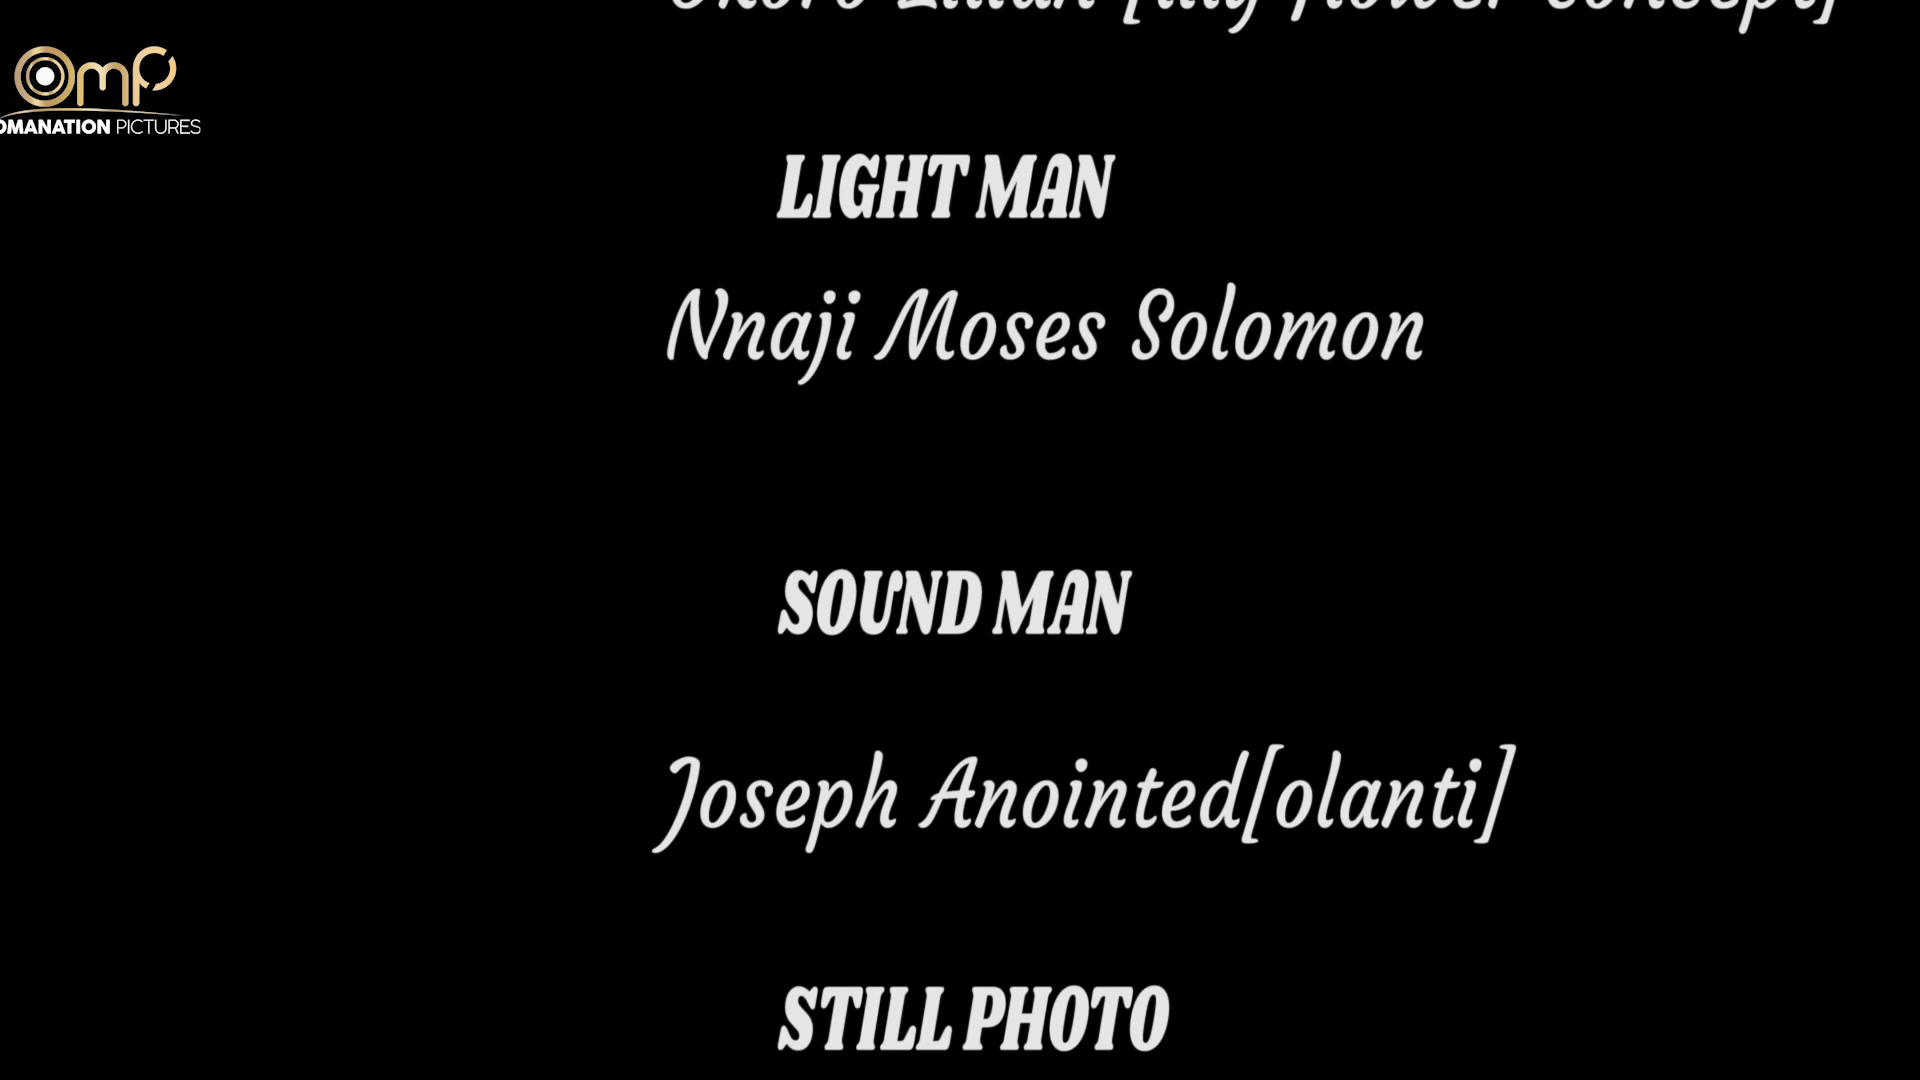 Omp
OMANATION PICTURES
LIGHT MAN
Nnaji Moses Solomon
SOUND MAN
Joseph Anointed[olanti]
STILL PHOTO